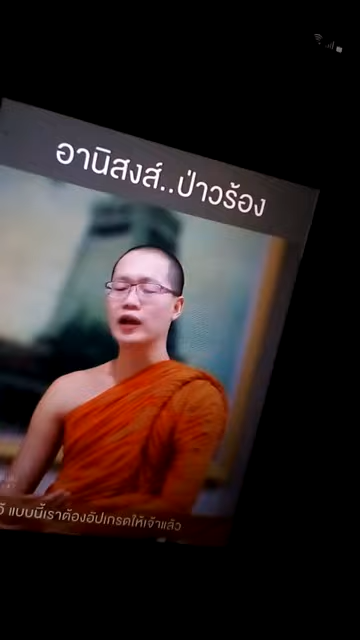 อานิสงส์..ป่าวร้อง
แบบนี้เราต้องอัปเกรดให้เจ้าแล้ว